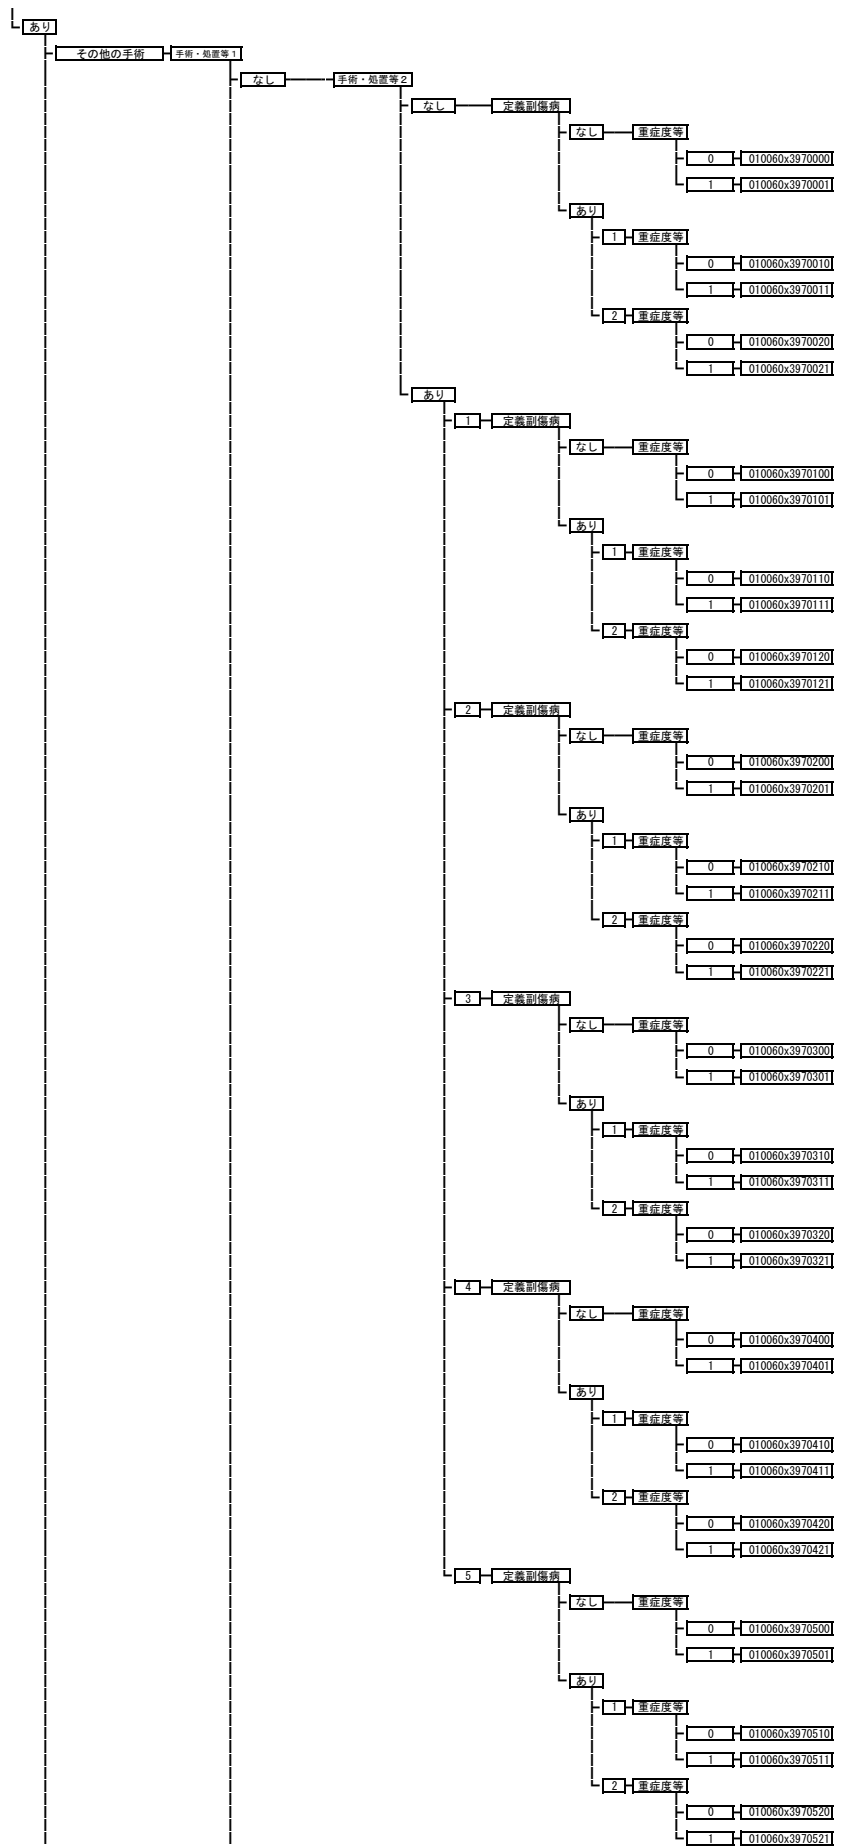 あり
その他の手術 手術・処置等１
なし 手術・処置等２
なし 定義副傷病
なし 重症度等
0 010060x3970000
1 010060x3970001
あり
1 重症度等
0 010060x3970010
1 010060x3970011
2 重症度等
0 010060x3970020
1 010060x3970021
あり
1 定義副傷病
なし 重症度等
0 010060x3970100
1 010060x3970101
あり
1 重症度等
0 010060x3970110
1 010060x3970111
2 重症度等
0 010060x3970120
1 010060x3970121
2 定義副傷病
なし 重症度等
0 010060x3970200
1 010060x3970201
あり
1 重症度等
0 010060x3970210
1 010060x3970211
2 重症度等
0 010060x3970220
1 010060x3970221
3 定義副傷病
なし 重症度等
0 010060x3970300
1 010060x3970301
あり
1 重症度等
0 010060x3970310
1 010060x3970311
2 重症度等
0 010060x3970320
1 010060x3970321
4 定義副傷病
なし 重症度等
0 010060x3970400
1 010060x3970401
あり
1 重症度等
0 010060x3970410
1 010060x3970411
2 重症度等
0 010060x3970420
1 010060x3970421
5 定義副傷病
なし 重症度等
0 010060x3970500
1 010060x3970501
あり
1 重症度等
0 010060x3970510
1 010060x3970511
2 重症度等
0 010060x3970520
1 010060x3970521